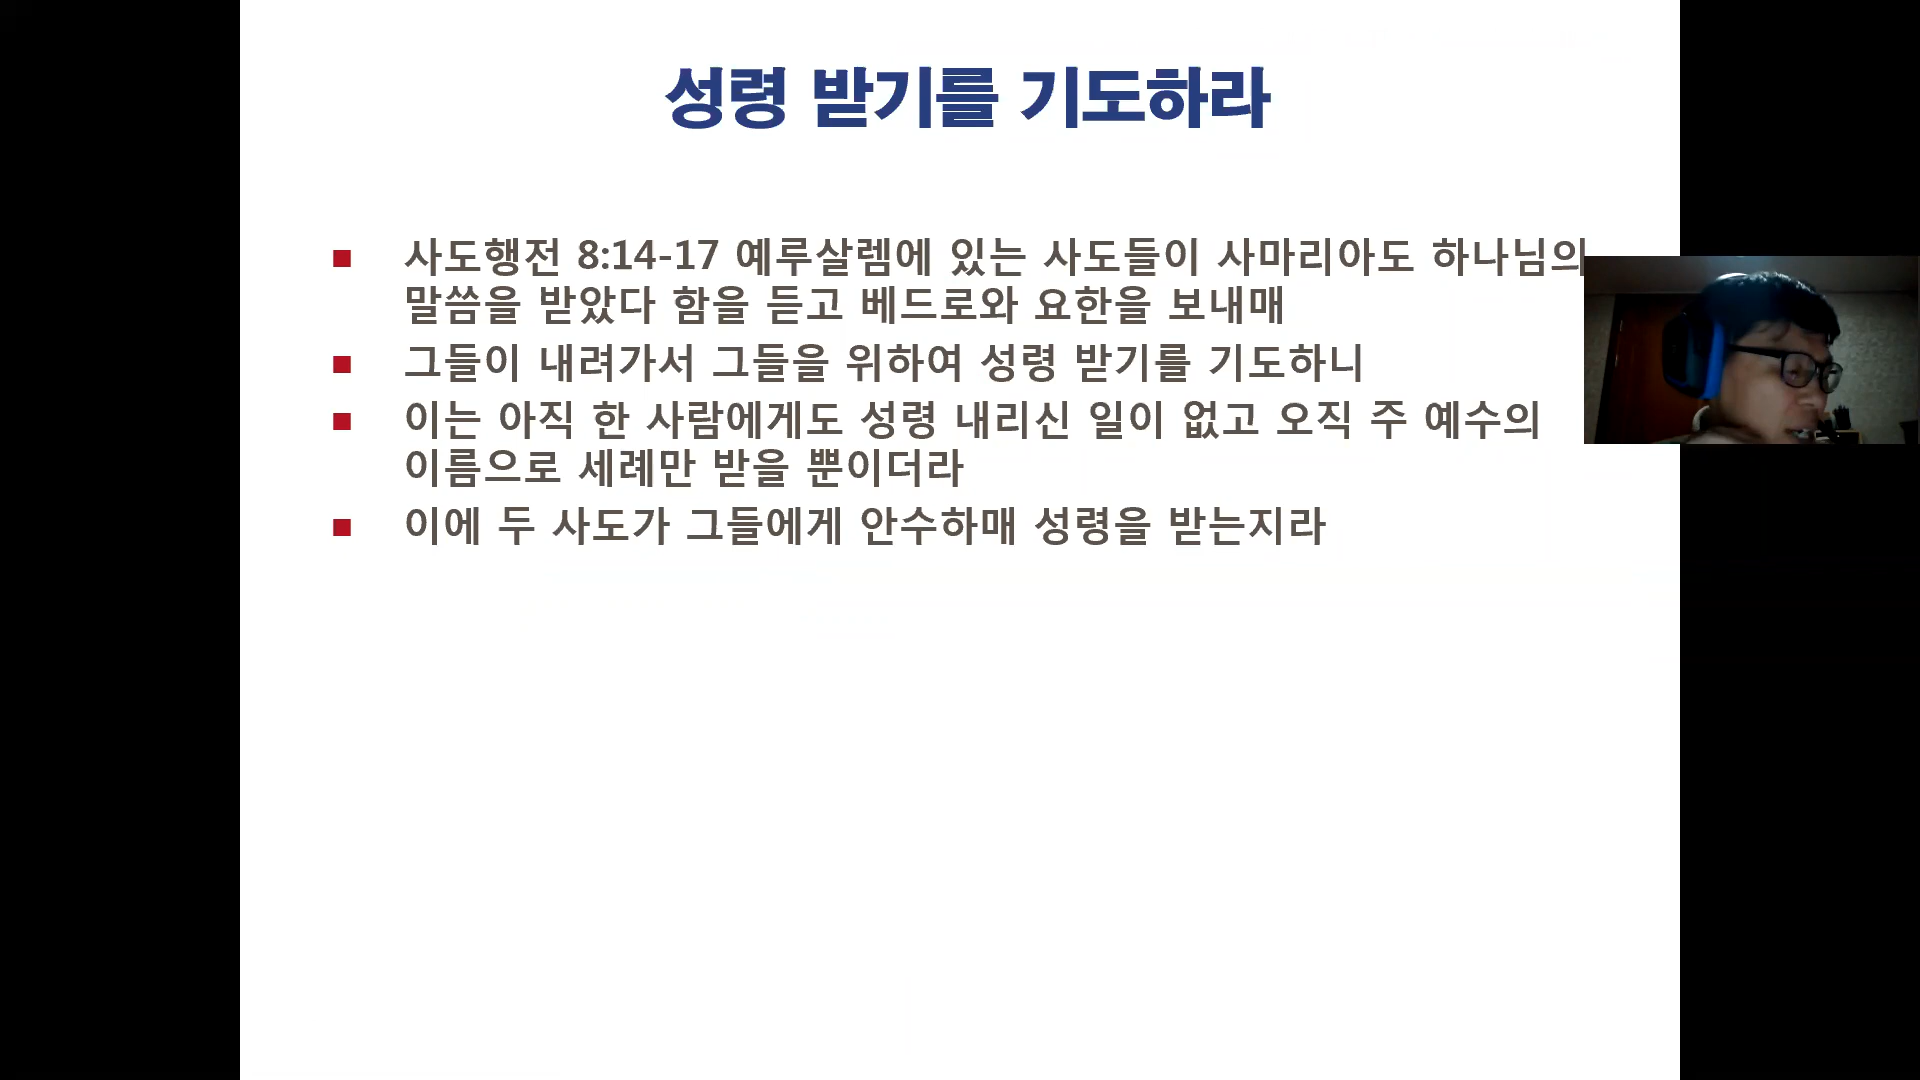 성령 받기를 기도하라
사도행전 8:14-17 예루살렘에 있는 사도들이 사마리아도 하나님의
말씀을 받았다 함을 듣고 베드로와 요한을 보내매
그들이 내려가서 그들을 위하여 성령 받기를 기도하니
이는 아직 한 사람에게도 성령 내리신 일이 없고 오직 주 예수의
이름으로 세례만 받을 뿐이더라
이에 두 사도가 그들에게 안수하매 성령을 받는지라